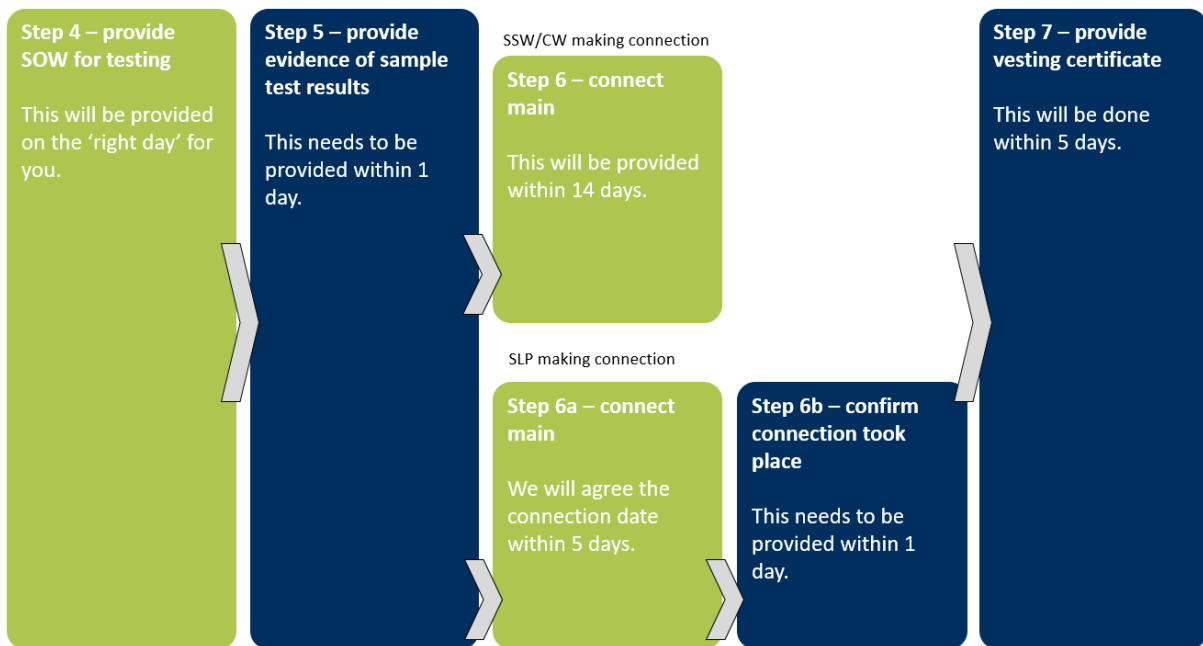 Step 4 – provide
SOW for testing
This will be provided
on the ‘right day’ for
you.
Step 5 – provide
evidence of sample
test results
This needs to be
provided within 1
day.
SSW/CW making connection
Step 6 – connect
main
This will be provided
within 14 days.
SLP making connection
Step 6a – connect
main
We will agree the
connection date
within 5 days.
Step 6b – confirm
connection took
place
This needs to be
provided within 1
day.
Step 7 – provide
vesting certificate
This will be done
within 5 days.